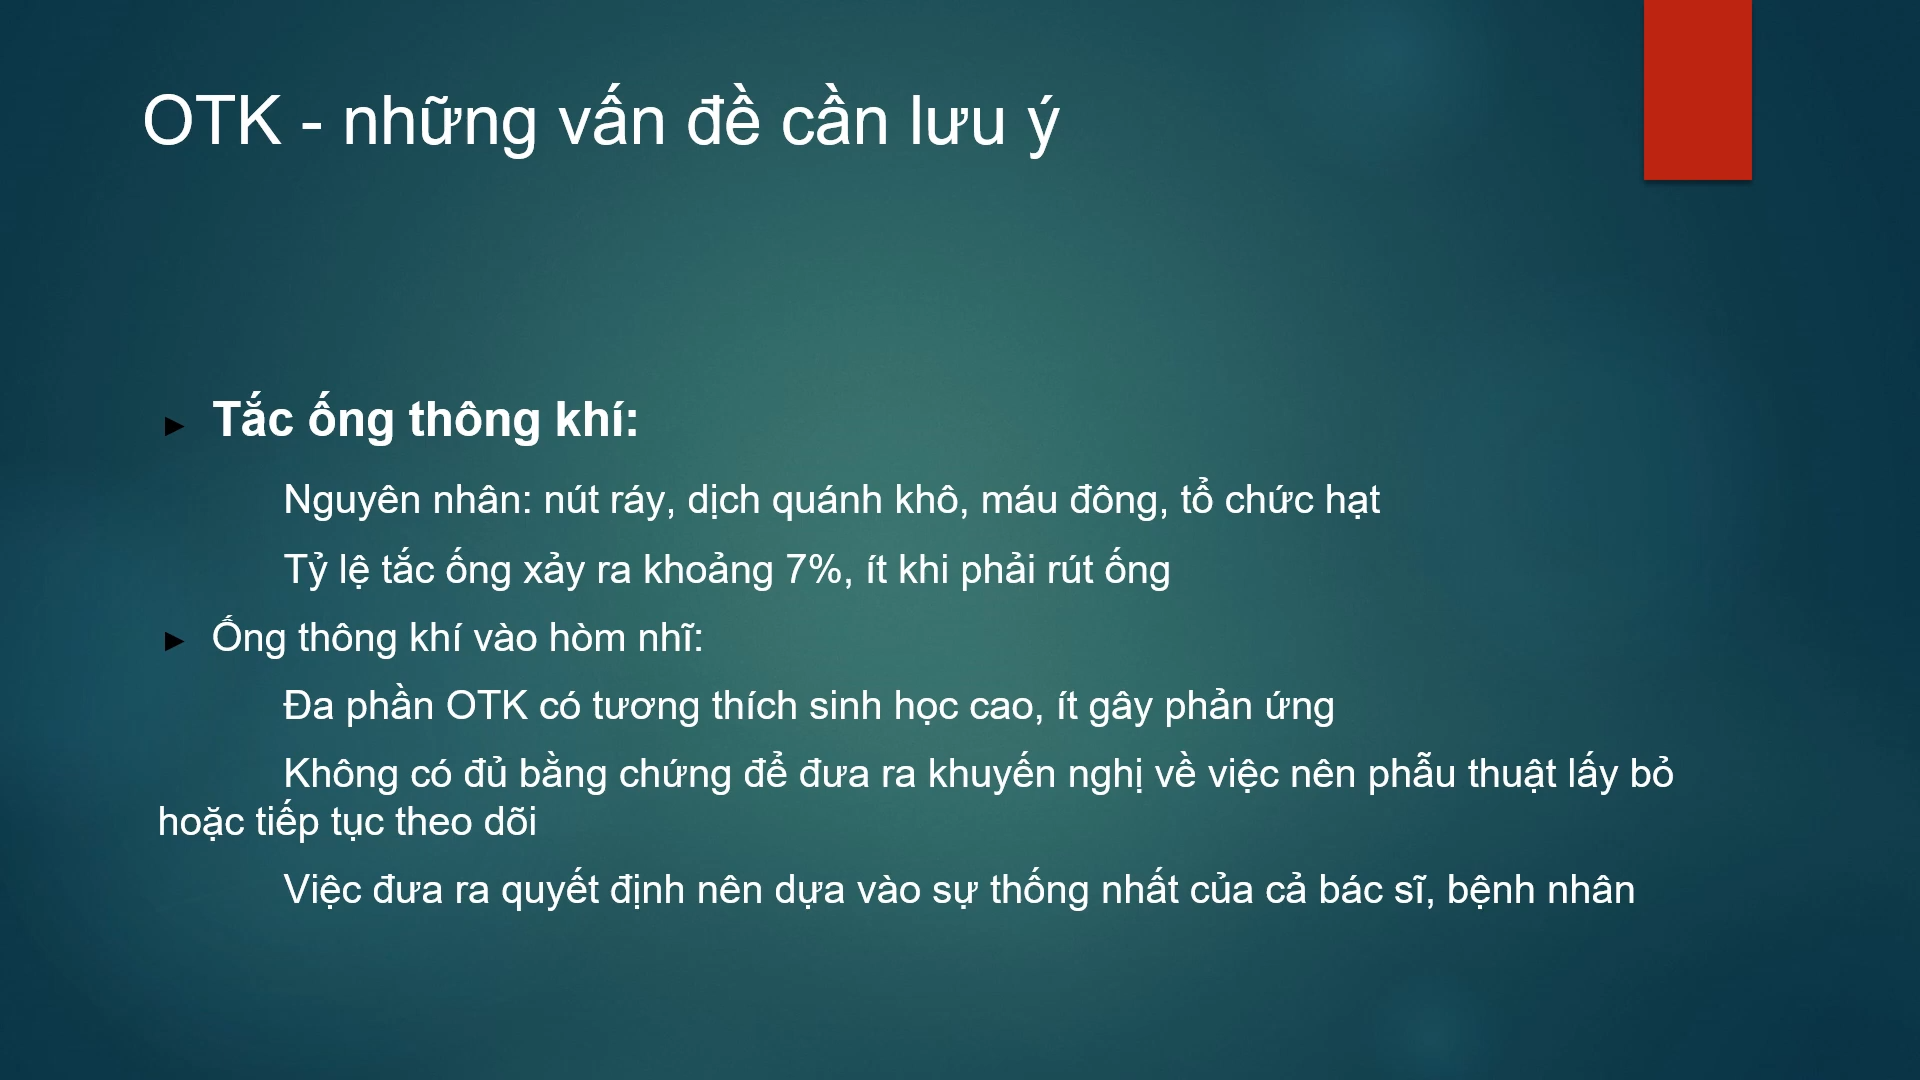 OTK - những vấn đề cần lưu ý
Tắc ống thông khí:
Nguyên nhân: nút ráy, dịch quánh khô, máu đông, tổ chức hạt
Tỷ lệ tắc ống xảy ra khoảng 7%, ít khi phải rút ống
Ống thông khí vào hòm nhĩ:
Đa phần OTK có tương thích sinh học cao, ít gây phản ứng
Không có đủ bằng chứng để đưa ra khuyến nghị về việc nên phẫu thuật lấy bỏ
hoặc tiếp tục theo dõi
Việc đưa ra quyết định nên dựa vào sự thống nhất của cả bác sĩ, bệnh nhân